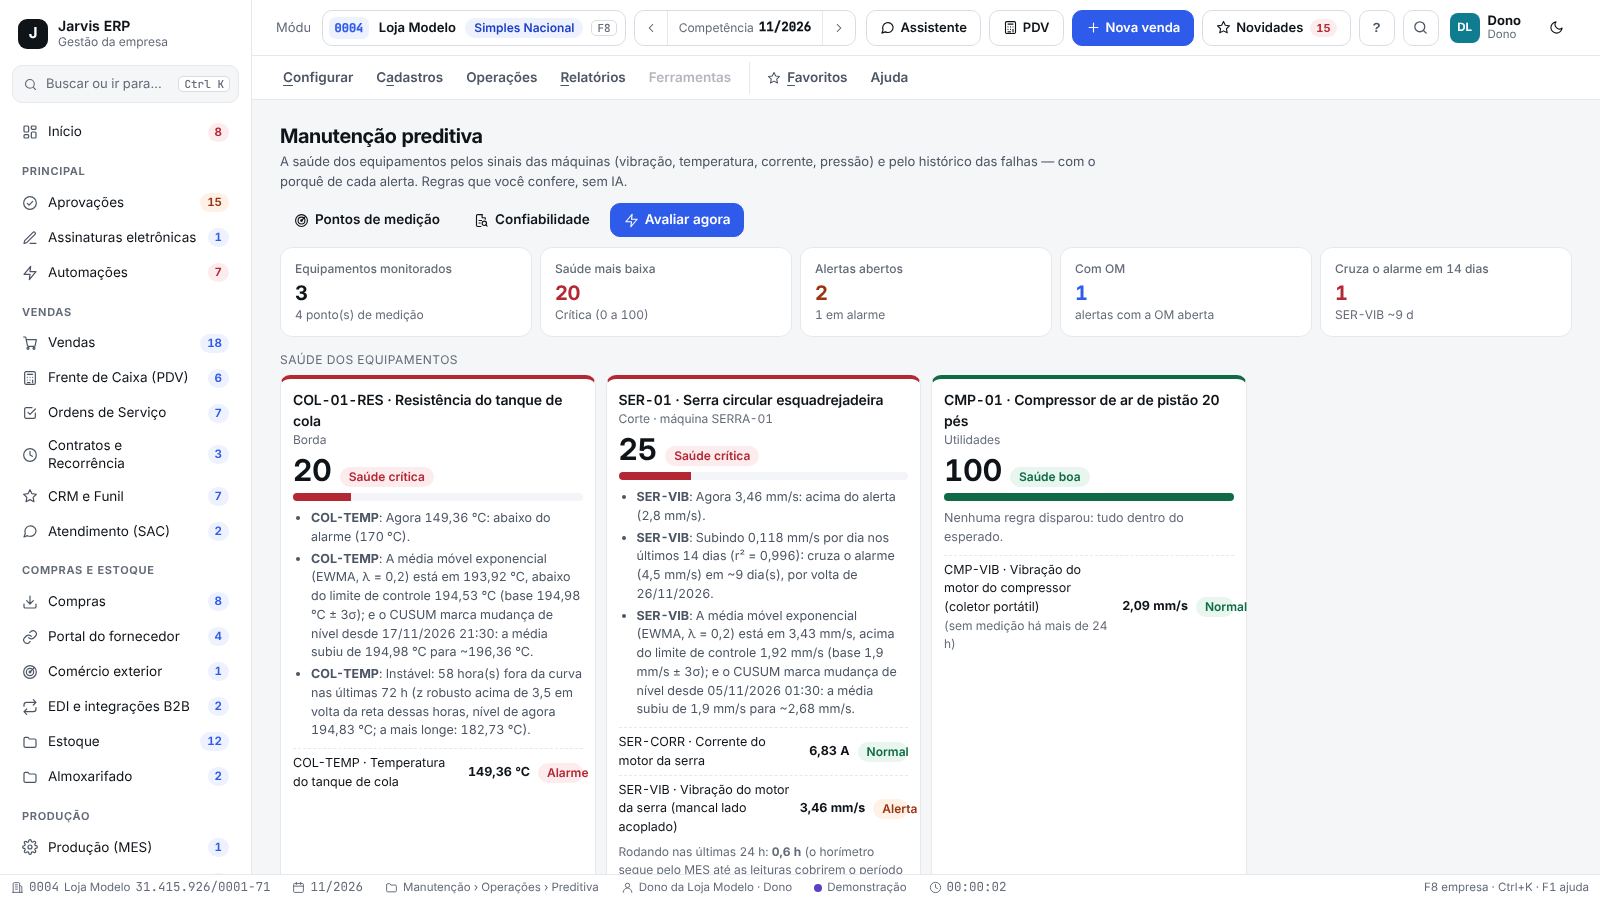 J
Jarvis ERP
Gestão da empresa
Buscar ou ir para...
Ctrl K
Início 8
PRINCIPAL
Aprovações 15
Assinaturas eletrônicas 1
Automações 7
VENDAS
Vendas 18
Frente de Caixa (PDV) 6
Ordens de Serviço 7
Contratos e
Recorrência 3
CRM e Funil 7
Atendimento (SAC) 2
COMPRAS E ESTOQUE
Compras 8
Portal do fornecedor 4
Comércio exterior 1
EDI e integrações B2B 2
Estoque 12
Almoxarifado 2
PRODUÇÃO
Produção (MES) 1
Módu
0004 Loja Modelo Simples Nacional F8
Competência 11/2026
Assistente
PDV
Nova venda
Novidades 15
?
DL
Dono
Dono
Configurar Cadastros Operações Relatórios Ferramentas Favoritos Ajuda
Manutenção preditiva
A saúde dos equipamentos pelos sinais das máquinas (vibração, temperatura, corrente, pressão) e pelo histórico das falhas — com o
porquê de cada alerta. Regras que você confere, sem IA.
Pontos de medição Confiabilidade Avaliar agora
Equipamentos monitorados
3
4 ponto(s) de medição
Saúde mais baixa
20
Crítica (0 a 100)
Alertas abertos
2
1 em alarme
Com OM
1
alertas com a OM aberta
Cruza o alarme em 14 dias
1
SER-VIB ~9 d
SAÚDE DOS EQUIPAMENTOS
COL-01-RES · Resistência do tanque de
cola
Borda
20 Saúde crítica
• COL-TEMP: Agora 149,36 °C: abaixo do
alarme (170 °C).
• COL-TEMP: A média móvel exponencial
(EWMA, λ = 0,2) está em 193,92 °C, abaixo
do limite de controle 194,53 °C (base 194,98
°C ± 3σ); e o CUSUM marca mudança de
nível desde 17/11/2026 21:30: a média
subiu de 194,98 °C para ~196,36 °C.
• COL-TEMP: Instável: 58 hora(s) fora da curva
nas últimas 72 h (z robusto acima de 3,5 em
volta da reta dessas horas, nível de agora
194,83 °C; a mais longe: 182,73 °C).
COL-TEMP · Temperatura
do tanque de cola
149,36 °C Alarme
SER-01 · Serra circular esquadrejadeira
Corte · máquina SERRA-01
25 Saúde crítica
• SER-VIB: Agora 3,46 mm/s: acima do alerta
(2,8 mm/s).
• SER-VIB: Subindo 0,118 mm/s por dia nos
últimos 14 dias (r² = 0,996): cruza o alarme
(4,5 mm/s) em ~9 dia(s), por volta de
26/11/2026.
• SER-VIB: A média móvel exponencial
(EWMA, λ = 0,2) está em 3,43 mm/s, acima
do limite de controle 1,92 mm/s (base 1,9
mm/s ± 3σ); e o CUSUM marca mudança de
nível desde 05/11/2026 01:30: a média
subiu de 1,9 mm/s para ~2,68 mm/s.
SER-CORR · Corrente do
motor da serra
6,83 A Normal
SER-VIB · Vibração do motor
da serra (mancal lado
acoplado)
3,46 mm/s Alerta
Rodando nas últimas 24 h: 0,6 h (o horímetro
segue pelo MES até as leituras cobrirem o período
CMP-01 · Compressor de ar de pistão 20
pés
Utilidades
100 Saúde boa
Nenhuma regra disparou: tudo dentro do
esperado.
CMP-VIB · Vibração do
motor do compressor
(coletor portátil)
(sem medição há mais de 24
h)
2,09 mm/s Normal
0004 Loja Modelo 31.415.926/0001-71 11/2026 Manutenção › Operações › Preditiva Dono da Loja Modelo · Dono Demonstração 00:00:02 F8 empresa · Ctrl+K · F1 ajuda